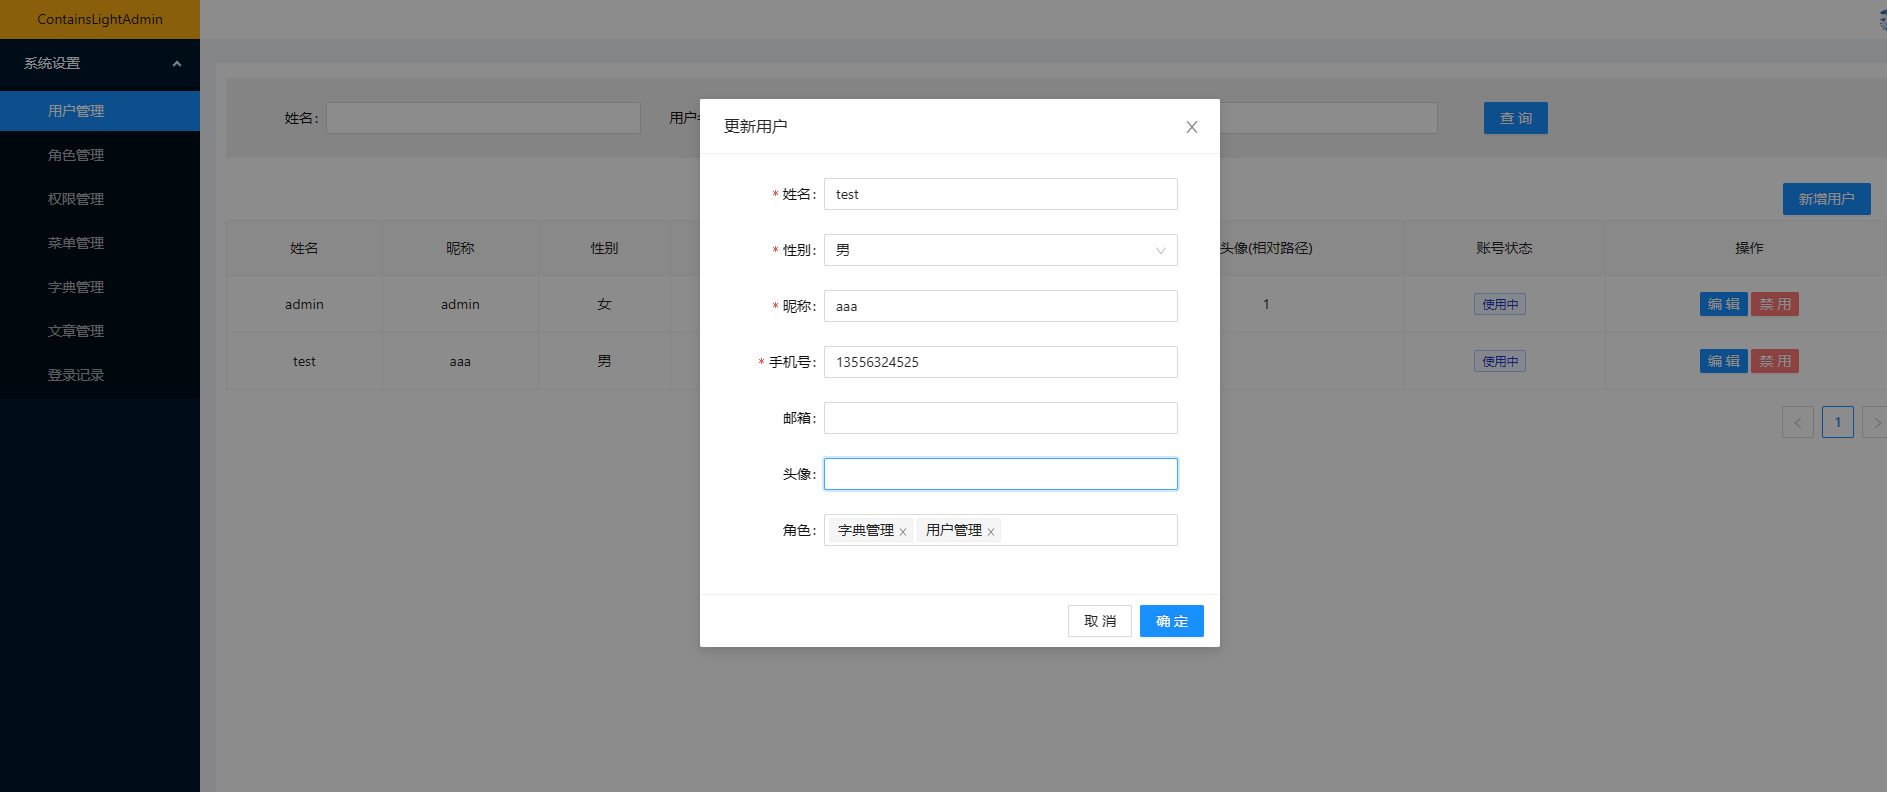 ContainsLightAdmin
系统设置
用户管理
角色管理
权限管理
菜单管理
字典管理
文章管理
登录记录
姓名:
用户
查 询
新增用户
姓名 昵称 性别 头像(相对路径) 账号状态 操作
admin admin 女 1 使用中 编 辑 禁 用
test aaa 男 使用中 编 辑 禁 用
1
更新用户
* 姓名: test
* 性别: 男
* 昵称: aaa
* 手机号: 13556324525
邮箱:
头像:
角色: 字典管理 用户管理
取 消 确 定